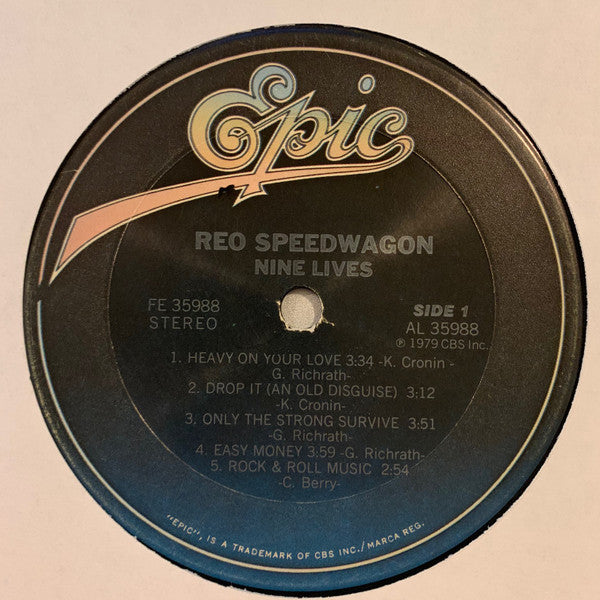 Epic
REO SPEEDWAGON
NINE LIVES
FE 35988
STEREO
SIDE 1
AL 35988
℗ 1979 CBS Inc.
1. HEAVY ON YOUR LOVE 3:34 -K. Cronin -
G. Richrath-
2. DROP IT (AN OLD DISGUISE) 3:12
-K. Cronin-
3. ONLY THE STRONG SURVIVE 3:51
-G. Richrath-
4. EASY MONEY 3:59 -G. Richrath-
5. ROCK & ROLL MUSIC 2:54
-C. Berry-
"EPIC", IS A TRADEMARK OF CBS INC./MARCA REG.